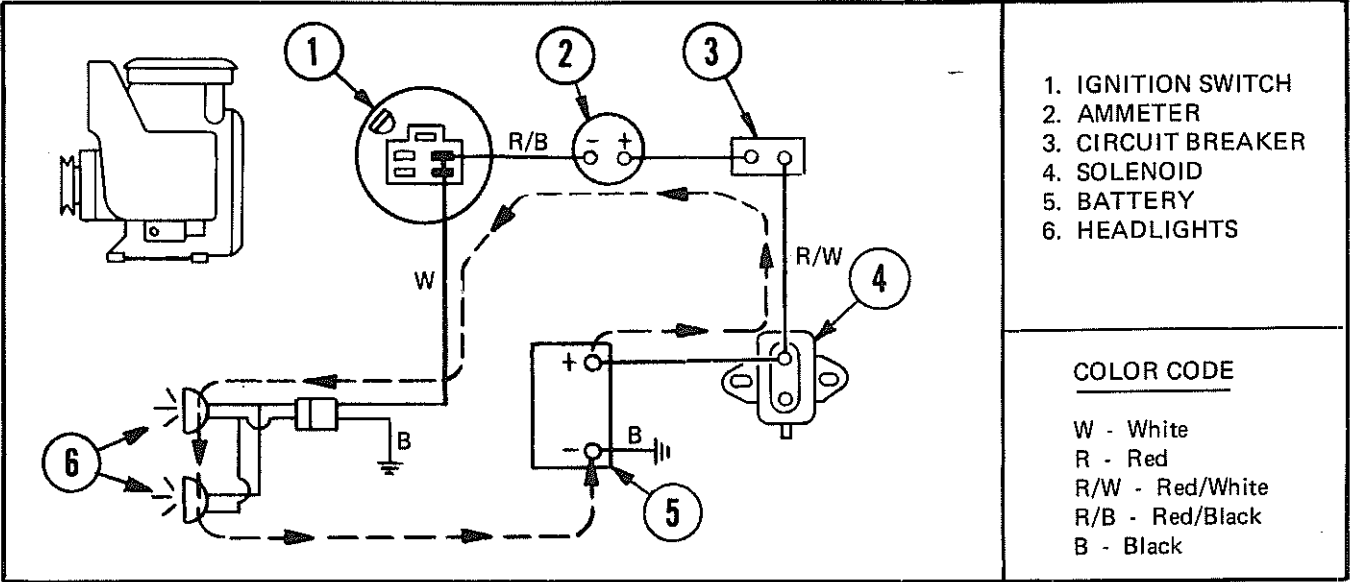 1
2
3
R/B
- +
W
R/W
4
+
B
-
B
6
5
1. IGNITION SWITCH
2. AMMETER
3. CIRCUIT BREAKER
4. SOLENOID
5. BATTERY
6. HEADLIGHTS
COLOR CODE
W - White
R - Red
R/W - Red/White
R/B - Red/Black
B - Black